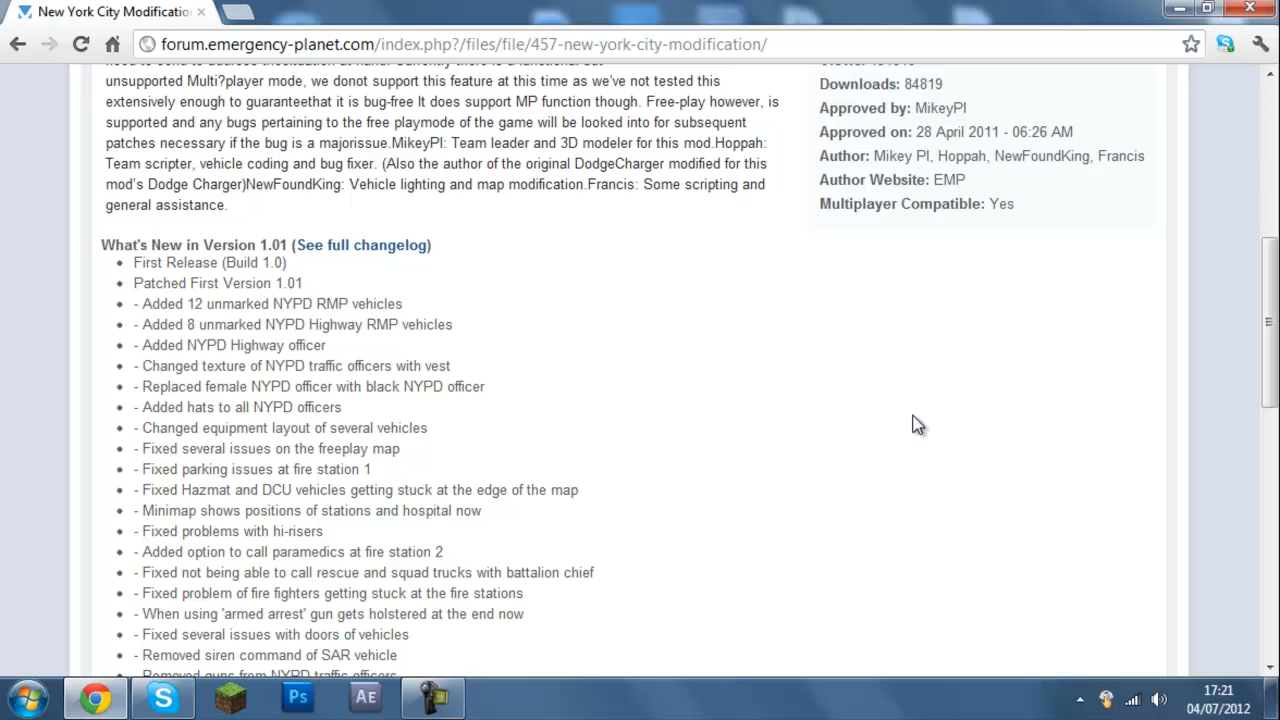 New York City Modificatio
forum.emergency-planet.com/index.php?/files/file/457-new-york-city-modification/
unsupported Multi?player mode, we donot support this feature at this time as we've not tested this
extensively enough to guaranteethat it is bug-free It does support MP function though. Free-play however, is
supported and any bugs pertaining to the free playmode of the game will be looked into for subsequent
patches necessary if the bug is a majorissue.MikeyPI: Team leader and 3D modeler for this mod.Hoppah:
Team scripter, vehicle coding and bug fixer. (Also the author of the original DodgeCharger modified for this
mod's Dodge Charger)NewFoundKing: Vehicle lighting and map modification.Francis: Some scripting and
general assistance.
Downloads: 84819
Approved by: MikeyPI
Approved on: 28 April 2011 - 06:26 AM
Author: Mikey PI, Hoppah, NewFoundKing, Francis
Author Website: EMP
Multiplayer Compatible: Yes
What's New in Version 1.01 (See full changelog)
First Release (Build 1.0)
Patched First Version 1.01
- Added 12 unmarked NYPD RMP vehicles
- Added 8 unmarked NYPD Highway RMP vehicles
- Added NYPD Highway officer
- Changed texture of NYPD traffic officers with vest
- Replaced female NYPD officer with black NYPD officer
- Added hats to all NYPD officers
- Changed equipment layout of several vehicles
- Fixed several issues on the freeplay map
- Fixed parking issues at fire station 1
- Fixed Hazmat and DCU vehicles getting stuck at the edge of the map
- Minimap shows positions of stations and hospital now
- Fixed problems with hi-risers
- Added option to call paramedics at fire station 2
- Fixed not being able to call rescue and squad trucks with battalion chief
- Fixed problem of fire fighters getting stuck at the fire stations
- When using 'armed arrest' gun gets holstered at the end now
- Fixed several issues with doors of vehicles
- Removed siren command of SAR vehicle
- Removed guns from NYPD traffic officers
Ps
AE
17:21
04/07/2012